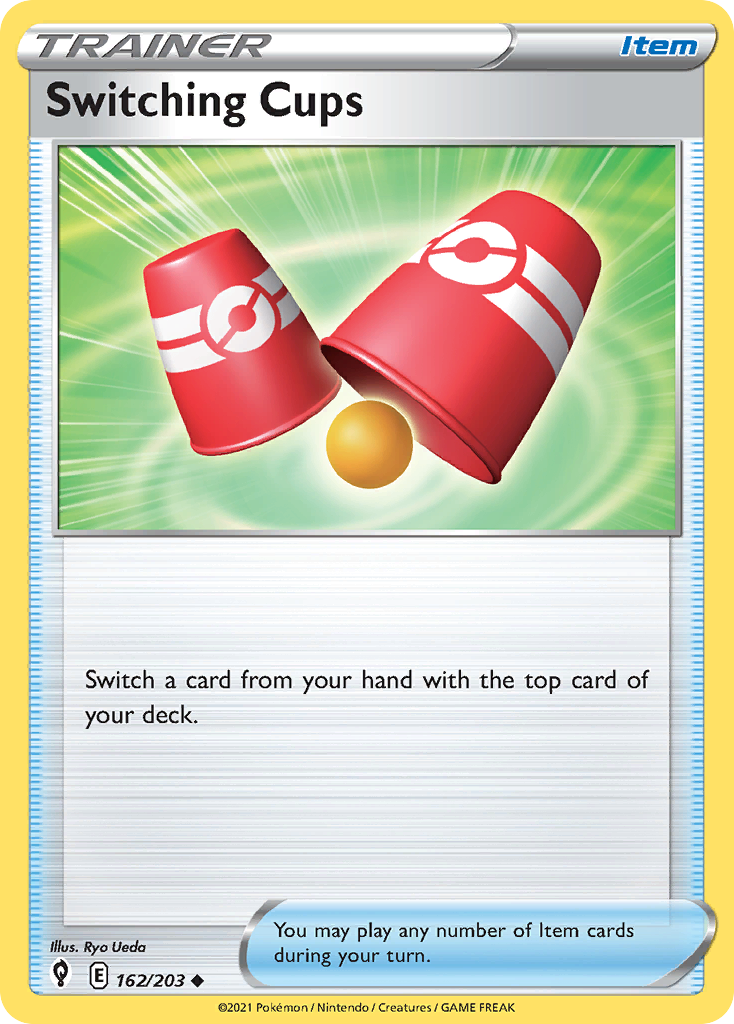 TRAINER
Item
Switching Cups
Switch a card from your hand with the top card of
your deck.
You may play any number of Item cards
during your turn.
Illus. Ryo Ueda
E 162/203
©2021 Pokémon / Nintendo / Creatures / GAME FREAK